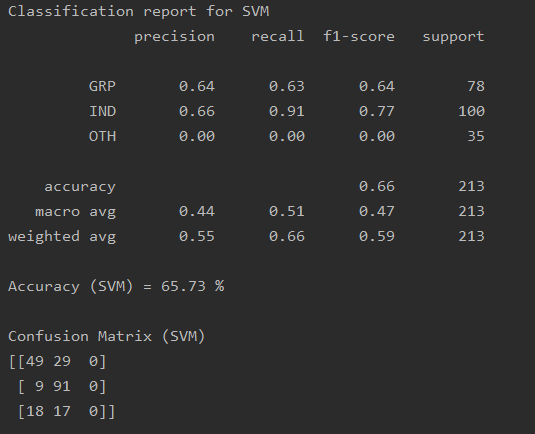 Classification report for SVM
precision recall f1-score support
GRP 0.64 0.63 0.64 78
IND 0.66 0.91 0.77 100
OTH 0.00 0.00 0.00 35
accuracy 0.66 213
macro avg 0.44 0.51 0.47 213
weighted avg 0.55 0.66 0.59 213
Accuracy (SVM) = 65.73 %
Confusion Matrix (SVM)
[[49 29 0]
[ 9 91 0]
[18 17 0]]